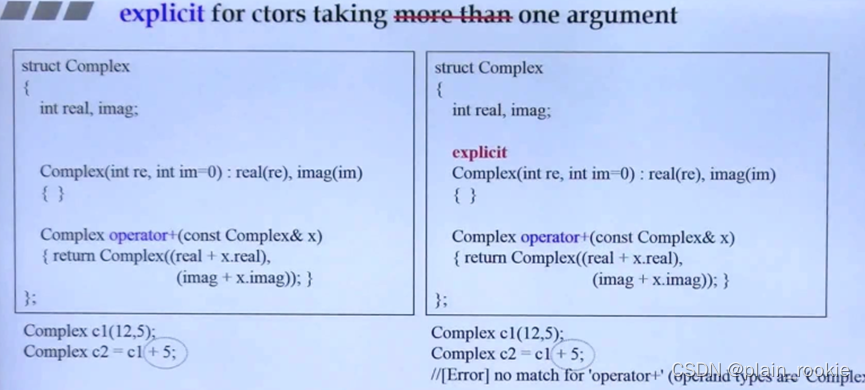 explicit for ctors taking more than one argument
struct Complex
{
int real, imag;
Complex(int re, int im=0) : real(re), imag(im)
{ }
Complex operator+(const Complex& x)
{ return Complex((real + x.real),
(imag + x.imag)); }
};
Complex c1(12,5);
Complex c2 = c1 + 5;
struct Complex
{
int real, imag;
explicit
Complex(int re, int im=0) : real(re), imag(im)
{ }
Complex operator+(const Complex& x)
{ return Complex((real + x.real),
(imag + x.imag)); }
};
Complex c1(12,5);
Complex c2 = c1 + 5;
//[Error] no match for 'operator+' (operand types are 'Complex
CSDN @plain_rookie